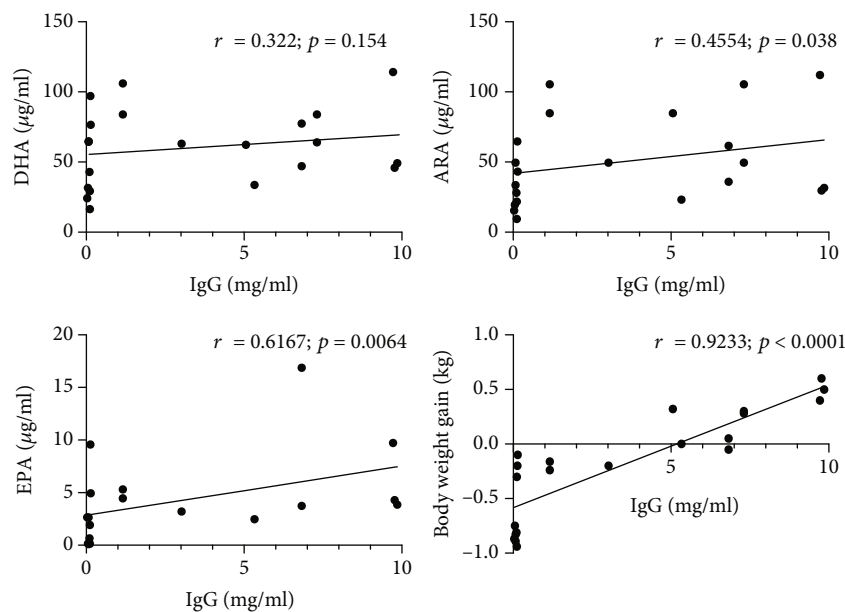 r = 0.322; p = 0.154
150
100
50
0
DHA (µg/ml)
0 5 10
IgG (mg/ml)
r = 0.4554; p = 0.038
150
100
50
0
ARA (µg/ml)
0 5 10
IgG (mg/ml)
r = 0.6167; p = 0.0064
20
15
10
5
0
EPA (µg/ml)
0 5 10
IgG (mg/ml)
r = 0.9233; p < 0.0001
1.0
0.5
0.0
–0.5
–1.0
Body weight gain (kg)
5 10
IgG (mg/ml)